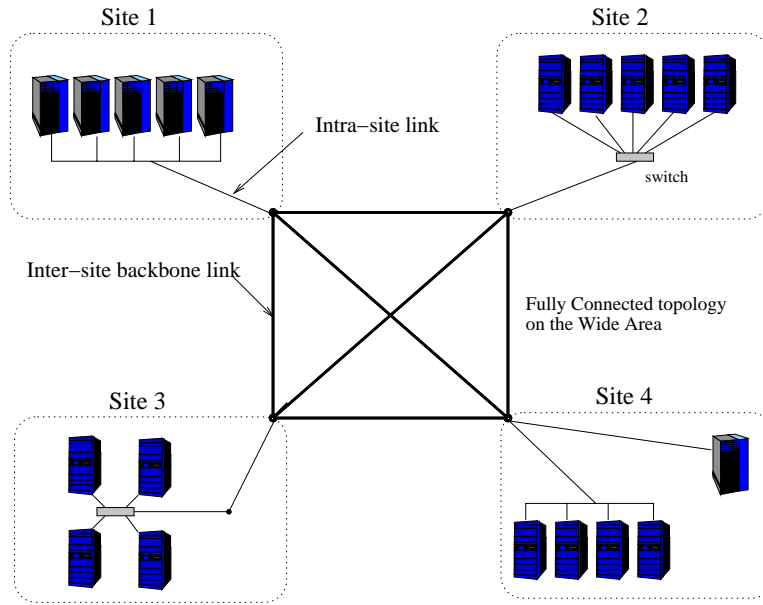 Site 1
Site 2
Intra−site link
switch
Inter−site backbone link
Fully Connected topology
on the Wide Area
Site 3
Site 4